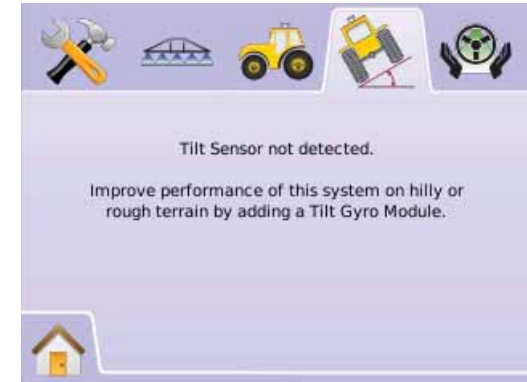 Tilt Sensor not detected.
Improve performance of this system on hilly or
rough terrain by adding a Tilt Gyro Module.